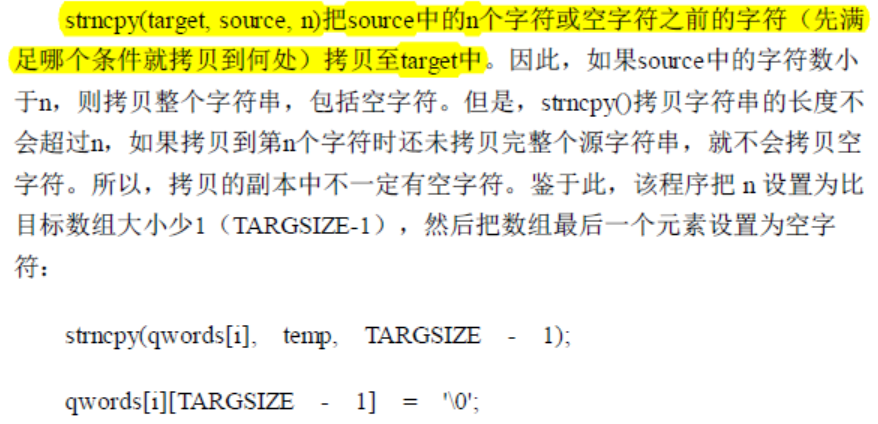 strncpy(target, source, n)把source中的n个字符或空字符之前的字符（先满
足哪个条件就拷贝到何处）拷贝至target中。因此，如果source中的字符数小
于n，则拷贝整个字符串，包括空字符。但是，strncpy()拷贝字符串的长度不
会超过n，如果拷贝到第n个字符时还未拷贝完整个源字符串，就不会拷贝空
字符。所以，拷贝的副本中不一定有空字符。鉴于此，该程序把 n 设置为比
目标数组大小少1（TARGSIZE-1），然后把数组最后一个元素设置为空字
符：
strncpy(qwords[i], temp, TARGSIZE - 1);
qwords[i][TARGSIZE - 1] = '\0';